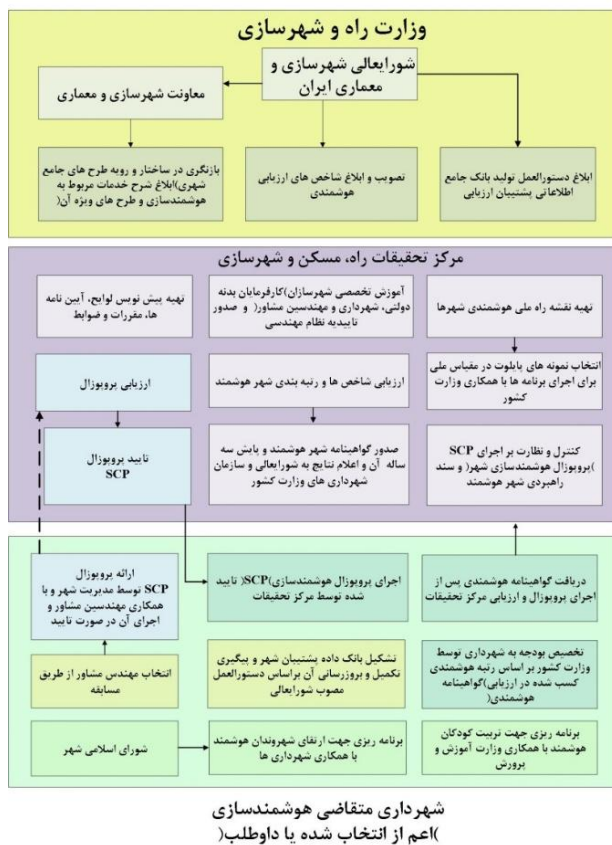 وزارت راه و شهرسازی
شورایعالی شهرسازی و
معماری ایران
معاونت شهرسازی و معماری
ابلاغ دستورالعمل تولید بانک جامع
اطلاعاتی پشتیبان ارزیابی
تصویب و ابلاغ شاخص های ارزیابی
هوشمندی
بازنگری در ساختار و رویه طرح های جامع
شهری)ابلاغ شرح خدمات مربوط به
هوشمندسازی و طرح های ویژه آن(
مرکز تحقیقات راه، مسکن و شهرسازی
تهیه نقشه راه ملی هوشمندی شهرها
آموزش تخصصی شهرسازان)کارفرمایان بدنه
دولتی، شهرداری و مهندسین مشاور( و صدور
تاییدیه نظام مهندسی
تهیه پیش نویس لوایح، آیین نامه
ها، مقررات و ضوابط
انتخاب نمونه های پایلوت در مقیاس ملی
برای اجرای برنامه ها با همکاری وزارت
کشور
ارزیابی شاخص ها و رتبه بندی شهر هوشمند
ارزیابی پروپوزال
کنترل و نظارت بر اجرای SCP
)پروپوزال هوشمندسازی شهر( و سند
راهبردی شهر هوشمند
صدور گواهینامه شهر هوشمند و پایش سه
ساله آن و اعلام نتایج به شورایعالی و سازمان
شهرداری های وزارت کشور
تایید پروپوزال
SCP
دریافت گواهینامه هوشمندی پس از
اجرای پروپوزال و ارزیابی مرکز تحقیقات
اجرای پروپوزال هوشمندسازی)SCP( تایید
شده توسط مرکز تحقیقات
ارائه پروپوزال
SCP توسط مدیریت شهر و با
همکاری مهندسین مشاور و
اجرای آن در صورت تایید
تخصیص بودجه به شهرداری توسط
وزارت کشور بر اساس رتبه هوشمندی
کسب شده در ارزیابی)گواهینامه
هوشمندی(
تشکیل بانک داده پشتیبان شهر و پیگیری
تکمیل و بروزرسانی آن براساس دستورالعمل
مصوب شورایعالی
انتخاب مهندس مشاور از طریق
مسابقه
برنامه ریزی جهت تربیت کودکان
هوشمند با همکاری وزارت آموزش و
پرورش
برنامه ریزی جهت ارتقای شهروندان هوشمند
با همکاری شهرداری ها
شورای اسلامی شهر
شهرداری متقاضی هوشمندسازی
)اعم از انتخاب شده یا داوطلب(